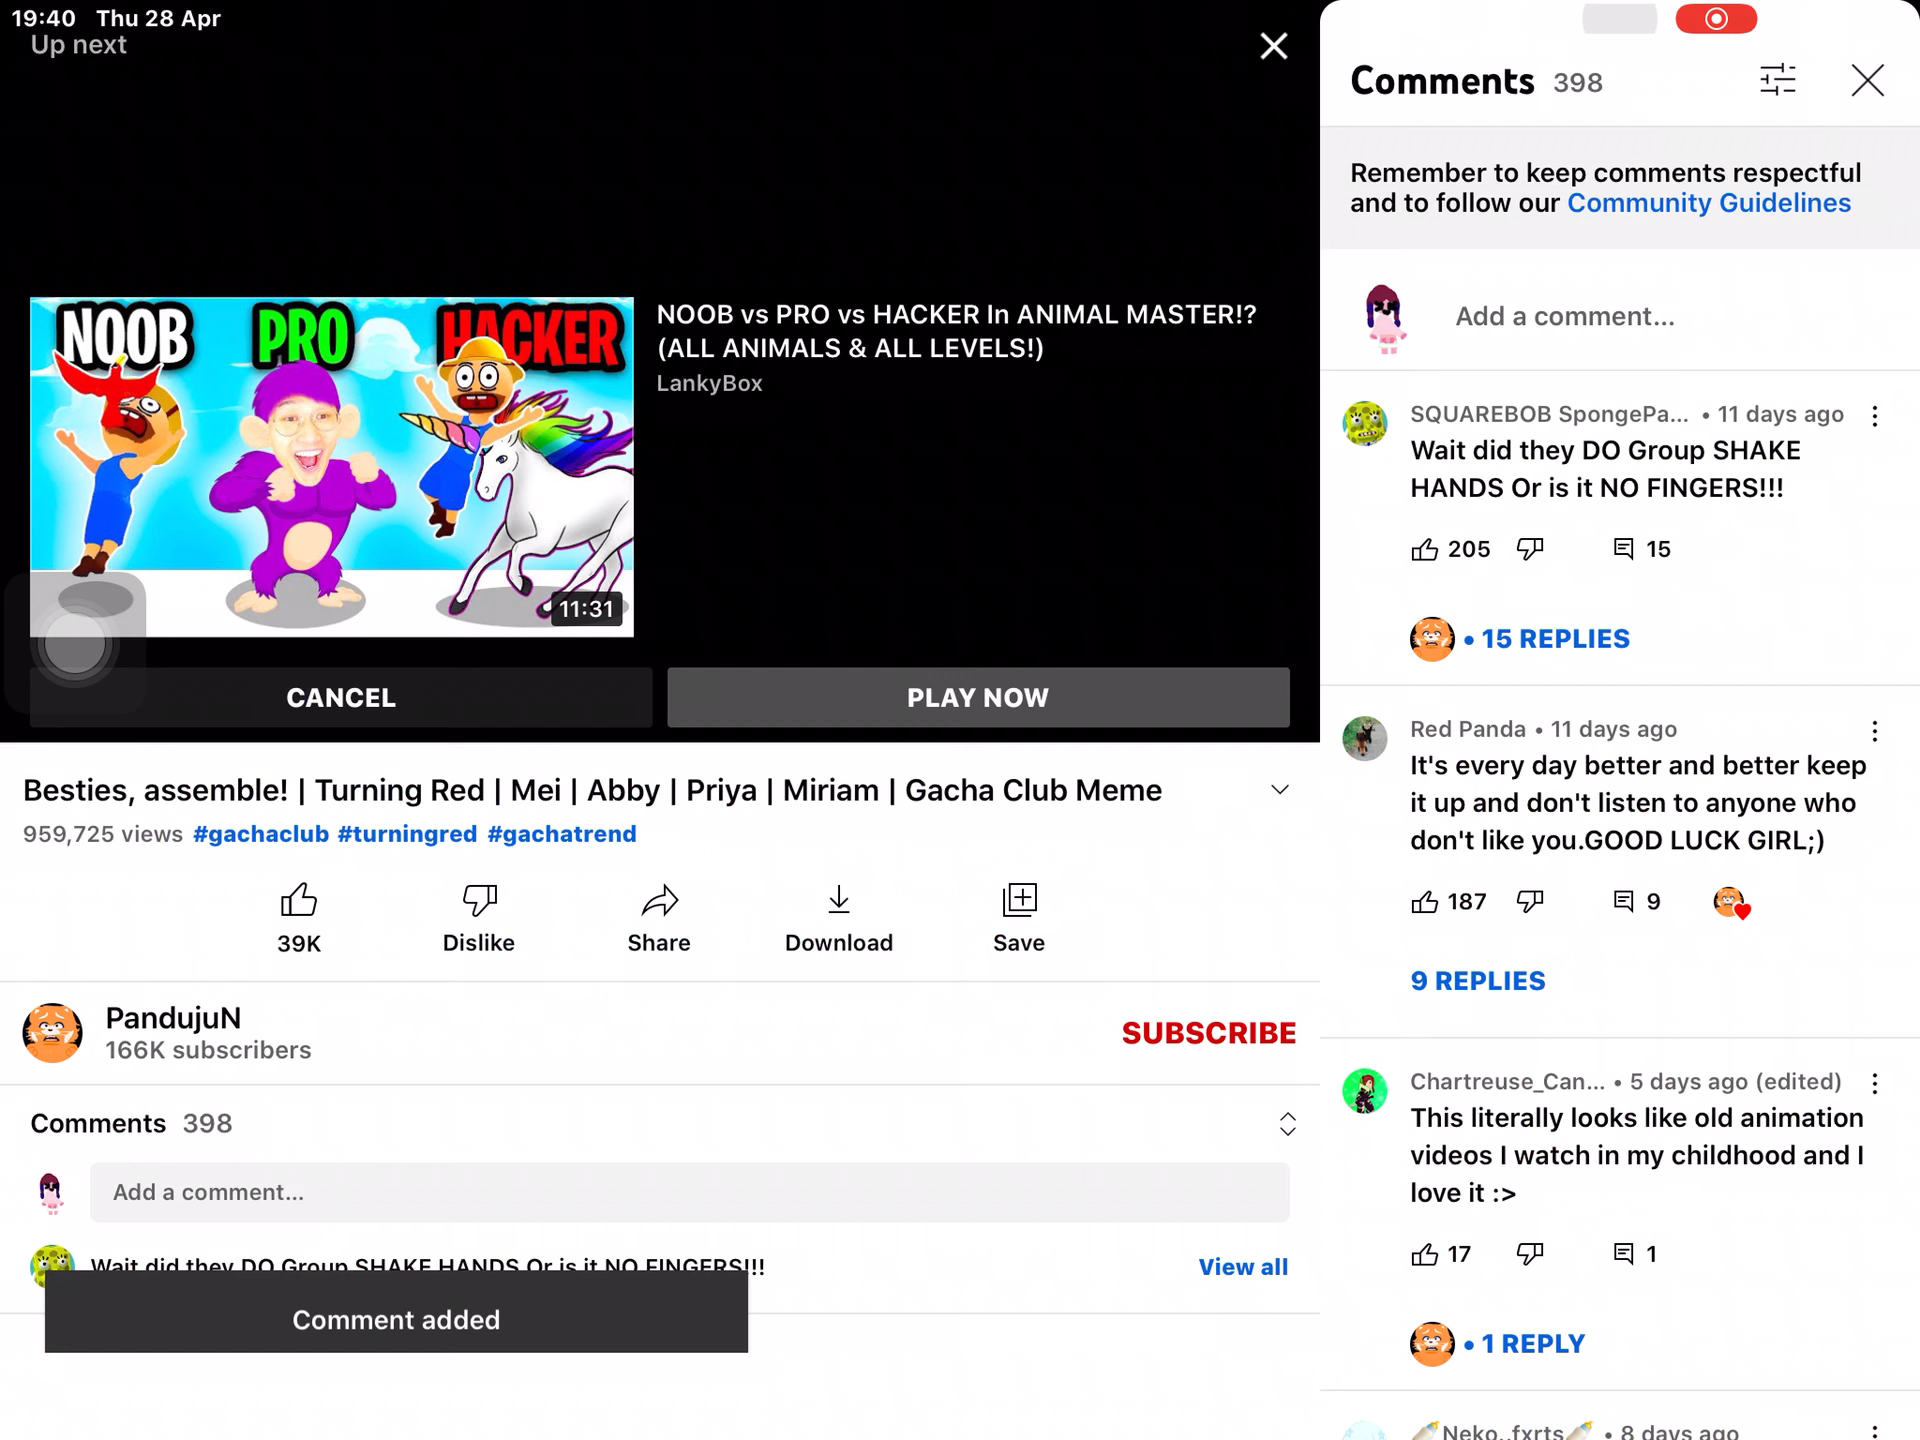 19:40 Thu 28 Apr
Up next
NOOB PRO HACKER
11:31
NOOB vs PRO vs HACKER In ANIMAL MASTER!?
(ALL ANIMALS & ALL LEVELS!)
LankyBox
CANCEL
PLAY NOW
Besties, assemble! | Turning Red | Mei | Abby | Priya | Miriam | Gacha Club Meme
959,725 views #gachaclub #turningred #gachatrend
39K
Dislike
Share
Download
Save
PandujuN
166K subscribers
SUBSCRIBE
Comments 398
Add a comment...
Wait did they DO Group SHAKE HANDS Or is it NO FINGERS!!!
View all
Comment added
Comments 398
Remember to keep comments respectful
and to follow our Community Guidelines
Add a comment...
SQUAREBOB SpongePa... • 11 days ago
Wait did they DO Group SHAKE
HANDS Or is it NO FINGERS!!!
205 15
• 15 REPLIES
Red Panda • 11 days ago
It's every day better and better keep
it up and don't listen to anyone who
don't like you.GOOD LUCK GIRL;)
187 9
9 REPLIES
Chartreuse_Can... • 5 days ago (edited)
This literally looks like old animation
videos I watch in my childhood and I
love it :>
17 1
• 1 REPLY
🍼Neko..fxrts🍼 • 8 days ago